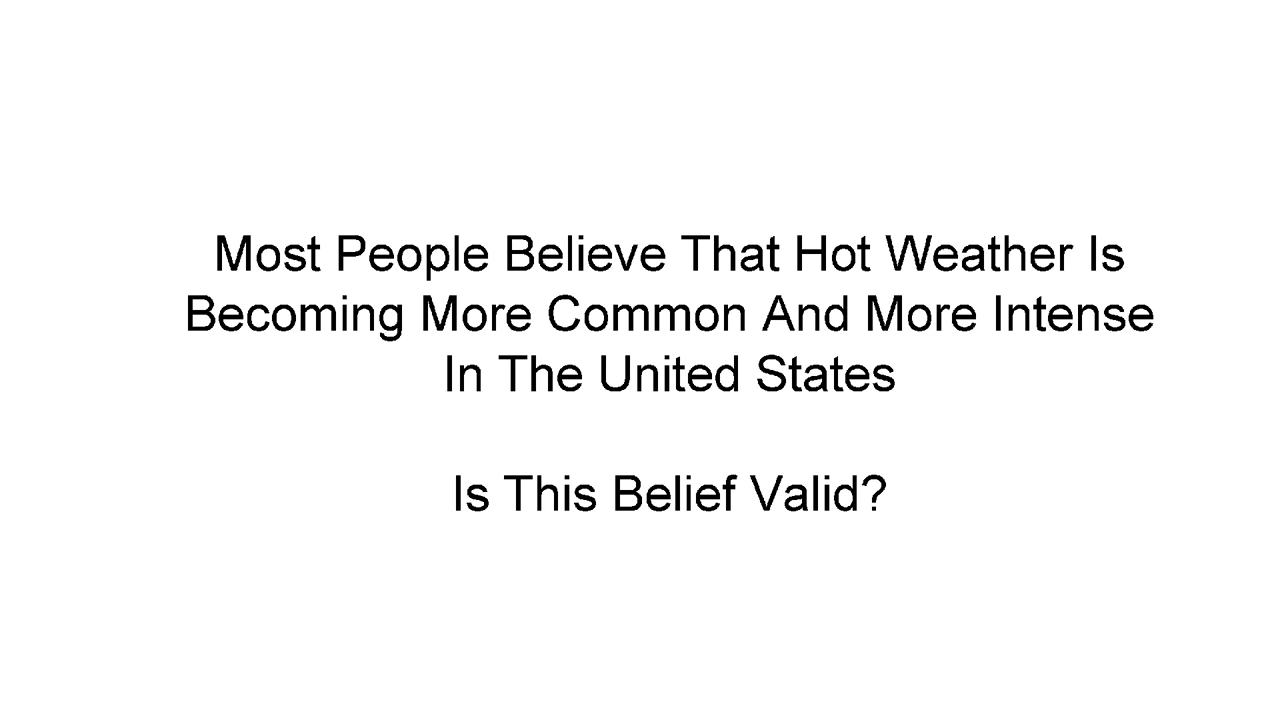 Most People Believe That Hot Weather Is
Becoming More Common And More Intense
In The United States
Is This Belief Valid?